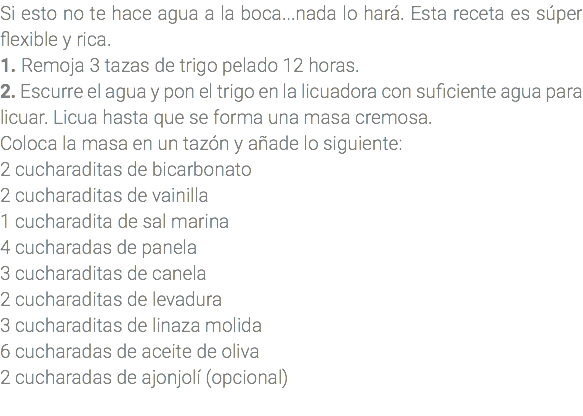 Si esto no te hace agua a la boca...nada lo hará. Esta receta es súper
flexible y rica.
1. Remoja 3 tazas de trigo pelado 12 horas.
2. Escurre el agua y pon el trigo en la licuadora con suficiente agua para
licuar. Licua hasta que se forma una masa cremosa.
Coloca la masa en un tazón y añade lo siguiente:
2 cucharaditas de bicarbonato
2 cucharaditas de vainilla
1 cucharadita de sal marina
4 cucharadas de panela
3 cucharaditas de canela
2 cucharaditas de levadura
3 cucharaditas de linaza molida
6 cucharadas de aceite de oliva
2 cucharadas de ajonjolí (opcional)